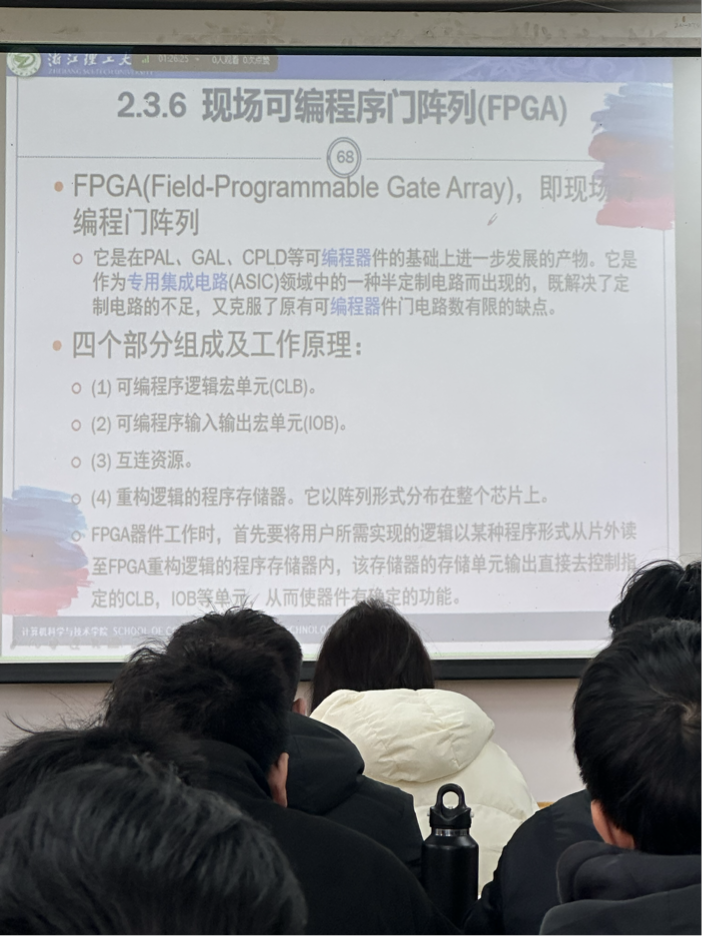 浙江理工大
01:26:25 0人观看 0次点赞
2.3.6 现场可编程序门阵列(FPGA)
68
• FPGA(Field-Programmable Gate Array)，即现场可
编程门阵列
○ 它是在PAL、GAL、CPLD等可编程器件的基础上进一步发展的产物。它是
作为专用集成电路(ASIC)领域中的一种半定制电路而出现的，既解决了定
制电路的不足，又克服了原有可编程器件门电路数有限的缺点。
• 四个部分组成及工作原理：
○ (1) 可编程序逻辑宏单元(CLB)。
○ (2) 可编程序输入输出宏单元(IOB)。
○ (3) 互连资源。
○ (4) 重构逻辑的程序存储器。它以阵列形式分布在整个芯片上。
○ FPGA器件工作时，首先要将用户所需实现的逻辑以某种程序形式从片外读
至FPGA重构逻辑的程序存储器内，该存储器的存储单元输出直接去控制指
定的CLB，IOB等单元，从而使器件有确定的功能。
计算机科学与技术学院 SCHOOL OF